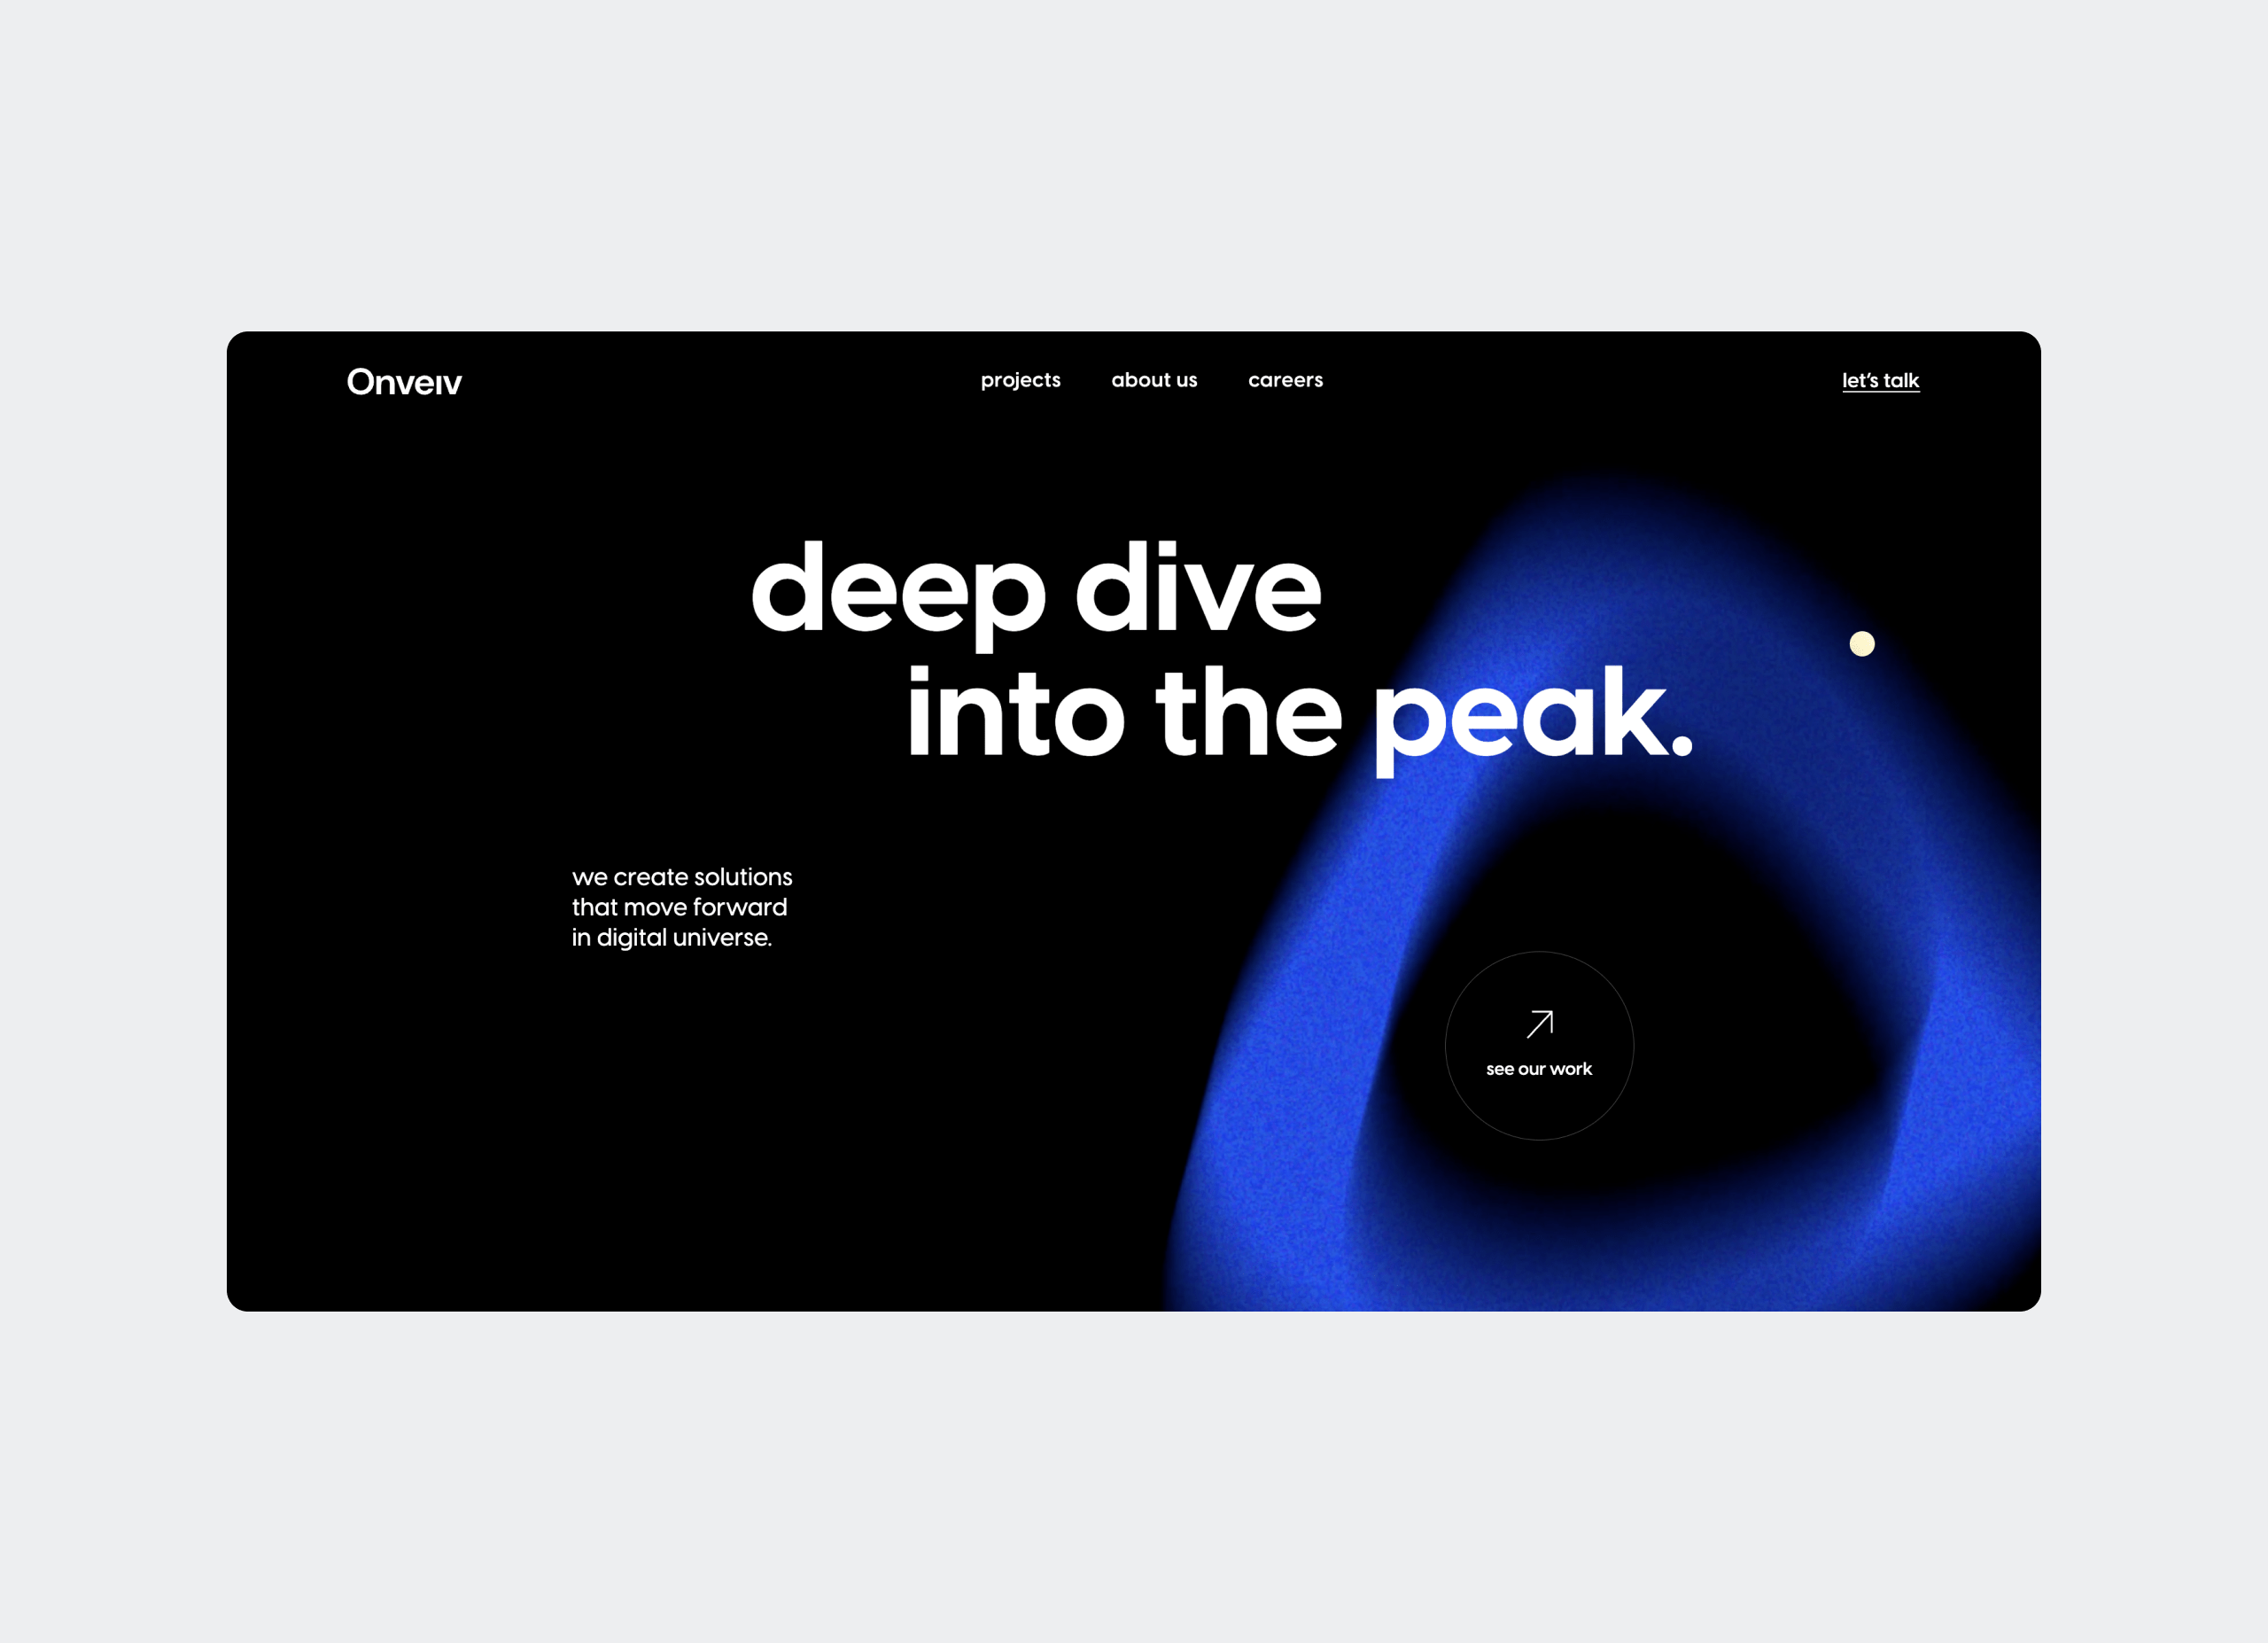 Onveiv
projects about us careers
let's talk
deep dive
into the peak.
we create solutions
that move forward
in digital universe.
see our work